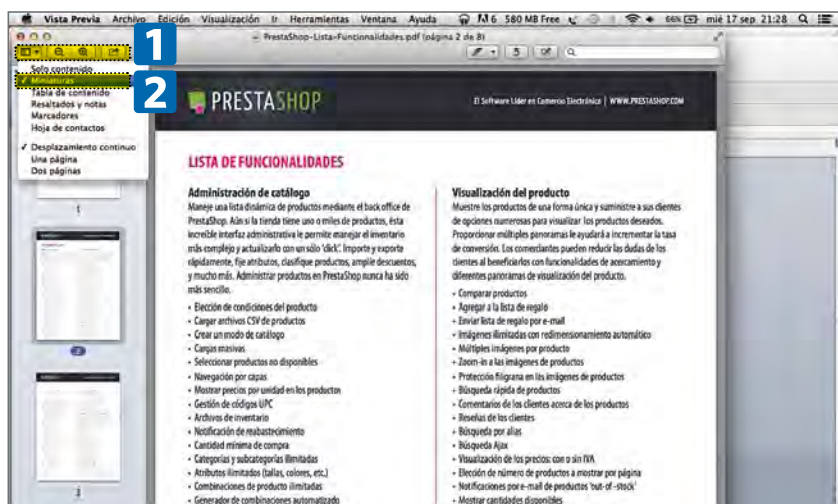 Vista Previa Archivo Edición Visualización Ir Herramientas Ventana Ayuda 580 MB Free 66% mié 17 sep. 21:28
PrestaShop-Lista-Funcionalidades.pdf (página 2 de 8)
1
Solo contenido
✓ Miniaturas
2
Tabla de contenido
Resaltados y notas
Marcadores
Hoja de contactos
✓ Desplazamiento continuo
Una página
Dos páginas
1
2
3
PRESTASHOP
El Software Líder en Comercio Electrónico | WWW.PRESTASHOP.COM
LISTA DE FUNCIONALIDADES
Administración de catálogo
Maneje una lista dinámica de productos mediante el back office de
PrestaShop. Aún si la tienda tiene uno o miles de productos, ésta
increíble interfaz administrativa le permite manejar el inventario
más complejo y actualizarlo con un sólo 'click'. Importe y exporte
rápidamente, fije atributos, clasifique productos, amplíe descuentos,
y mucho más. Administrar productos en PrestaShop nunca ha sido
más sencillo.
• Elección de condiciones del producto
• Cargar archivos CSV de productos
• Crear un modo de catálogo
• Cargas masivas
• Seleccionar productos no disponibles
• Navegación por capas
• Mostrar precios por unidad en los productos
• Gestión de códigos UPC
• Archivos de inventario
• Notificación de reabastecimiento
• Cantidad mínima de compra
• Categorías y subcategorías ilimitadas
• Atributos ilimitados (tallas, colores, etc.)
• Combinaciones de producto ilimitadas
• Generador de combinaciones automatizado
Visualización del producto
Muestre los productos de una forma única y suministre a sus clientes
de opciones numerosas para visualizar los productos deseados.
Proporcionar múltiples panoramas le ayudará a incrementar la tasa
de conversión. Los comerciantes pueden reducir las dudas de los
clientes al beneficiarlos con funcionalidades de acercamiento y
diferentes panoramas de visualización del producto.
• Comparar productos
• Agregar a la lista de regalo
• Enviar lista de regalo por e-mail
• Imágenes ilimitadas con redimensionamiento automático
• Múltiples imágenes por producto
• Zoom-in a las imágenes de productos
• Protección filigrana en las imágenes de productos
• Búsqueda rápida de productos
• Comentarios de los clientes acerca de los productos
• Reseñas de los clientes
• Búsqueda por alias
• Búsqueda Ajax
• Visualización de los precios: con o sin IVA
• Elección de número de productos a mostrar por página
• Notificaciones por e-mail de productos 'out-of-stock'
• Mostrar cantidades disponibles